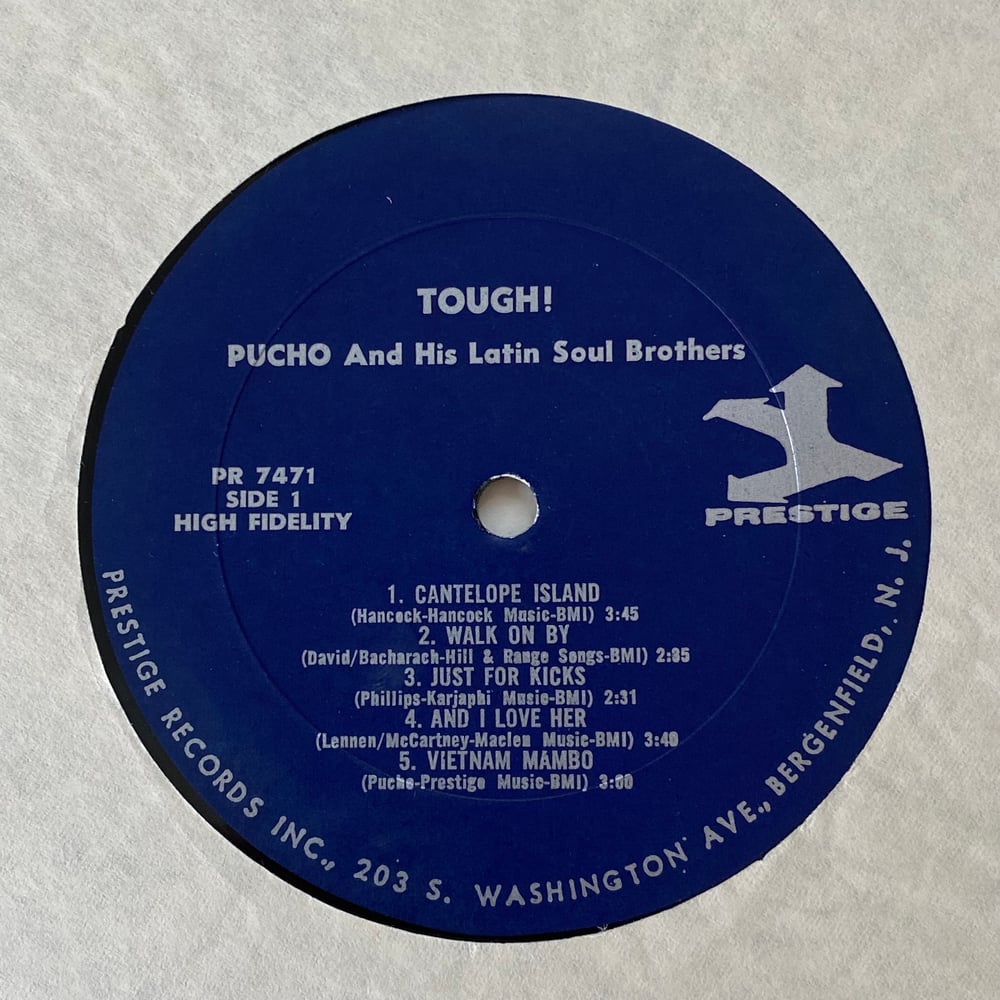 TOUGH!
PUCHO And His Latin Soul Brothers
PR 7471
SIDE 1
HIGH FIDELITY
PRESTIGE
1. CANTELOPE ISLAND
(Hancock-Hancock Music-BMI) 3:45
2. WALK ON BY
(David/Bacharach-Hill & Range Songs-BMI) 2:35
3. JUST FOR KICKS
(Phillips-Karjaphi Music-BMI) 2:31
4. AND I LOVE HER
(Lennen/McCartney-Maclen Music-BMI) 3:40
5. VIETNAM MAMBO
(Pucho-Prestige Music-BMI) 3:00
PRESTIGE RECORDS INC., 203 S. WASHINGTON AVE., BERGENFIELD, N. J.